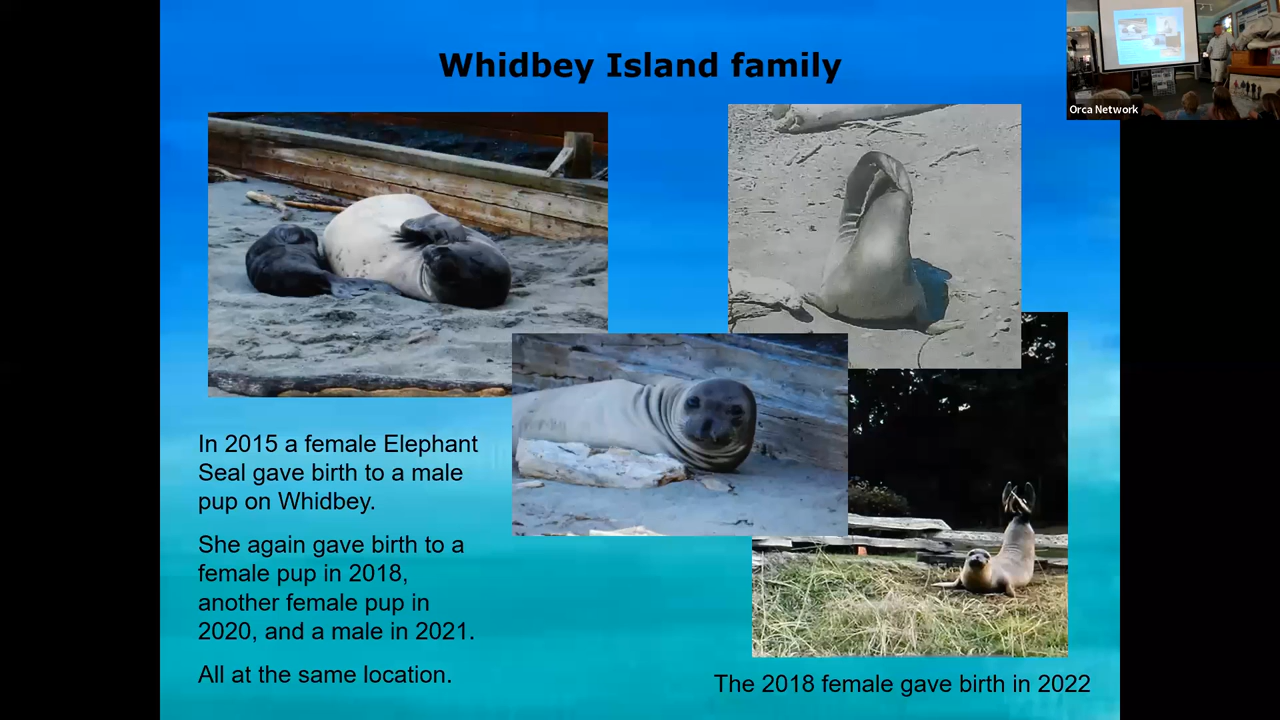 Whidbey Island family
Orca Network
In 2015 a female Elephant
Seal gave birth to a male
pup on Whidbey.
She again gave birth to a
female pup in 2018,
another female pup in
2020, and a male in 2021.
All at the same location.
The 2018 female gave birth in 2022